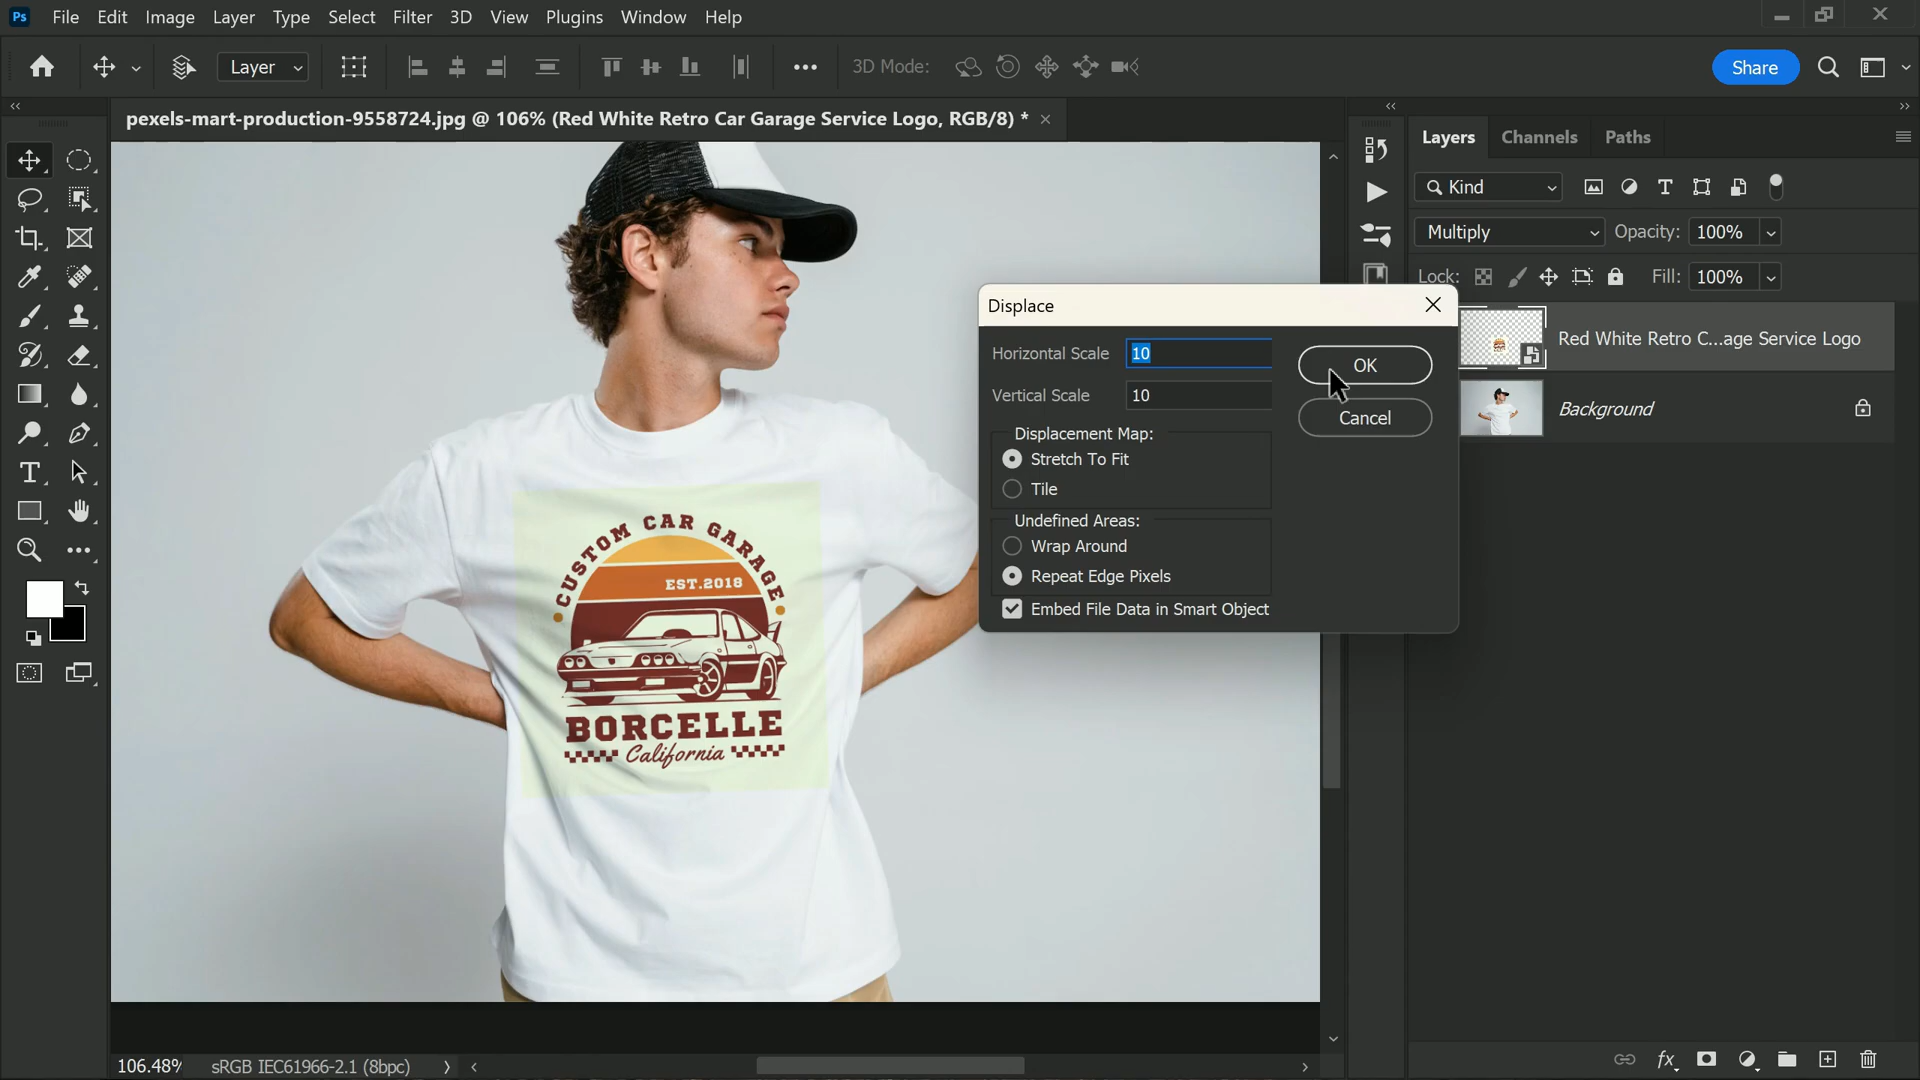 Ps File Edit Image Layer Type Select Filter 3D View Plugins Window Help
Layer 3D Mode: Share
pexels-mart-production-9558724.jpg @ 106% (Red White Retro Car Garage Service Logo, RGB/8) *
Layers Channels Paths
Kind
Multiply Opacity: 100%
Lock: Fill: 100%
Red White Retro C...age Service Logo
Background
Displace
Horizontal Scale 10
OK
Vertical Scale 10
Cancel
Displacement Map:
Stretch To Fit
Tile
Undefined Areas:
Wrap Around
Repeat Edge Pixels
Embed File Data in Smart Object
CUSTOM CAR GARAGE
EST.2018
BORCELLE
California
106.48%
sRGB IEC61966-2.1 (8bpc)